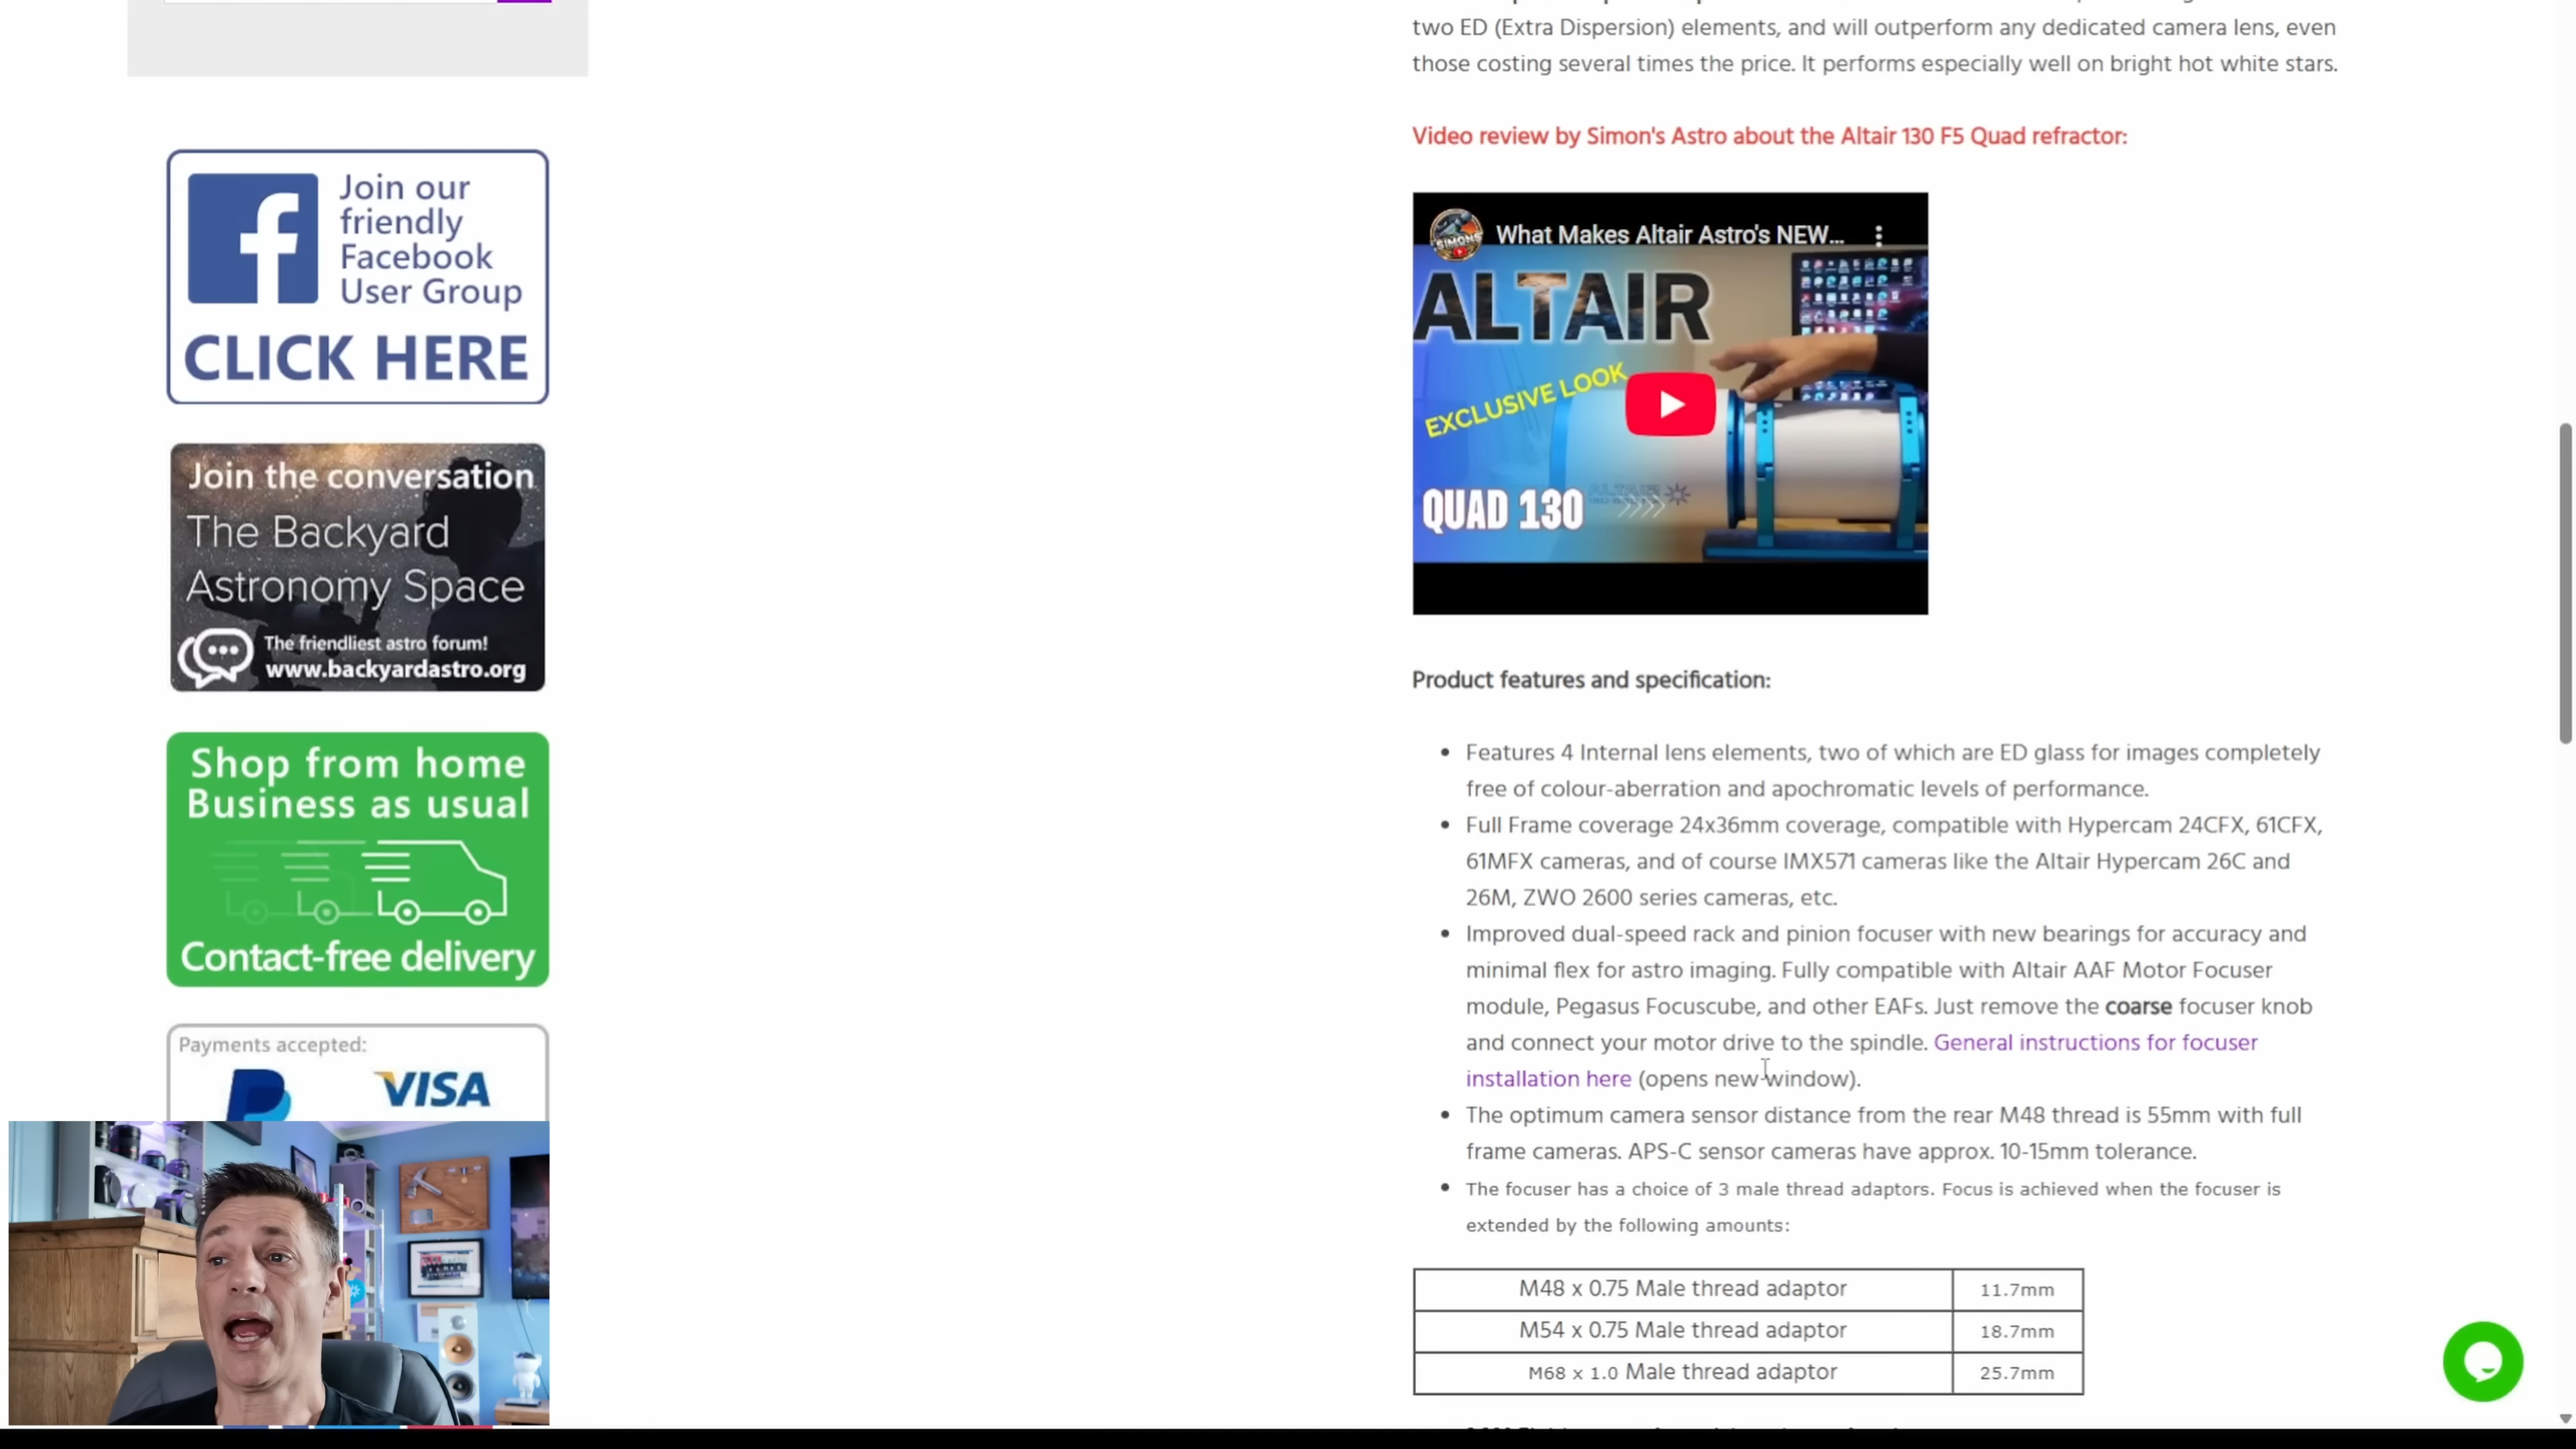 two ED (Extra Dispersion) elements, and will outperform any dedicated camera lens, even
those costing several times the price. It performs especially well on bright hot white stars.
Video review by Simon's Astro about the Altair 130 F5 Quad refractor:
What Makes Altair Astro's NEW...
SIMONS
ALTAIR
EXCLUSIVE LOOK
QUAD 130
ALTAIR
Product features and specification:
Features 4 Internal lens elements, two of which are ED glass for images completely
free of colour-aberration and apochromatic levels of performance.
Full Frame coverage 24x36mm coverage, compatible with Hypercam 24CFX, 61CFX,
61MFX cameras, and of course IMX571 cameras like the Altair Hypercam 26C and
26M, ZWO 2600 series cameras, etc.
Improved dual-speed rack and pinion focuser with new bearings for accuracy and
minimal flex for astro imaging. Fully compatible with Altair AAF Motor Focuser
module, Pegasus Focuscube, and other EAFs. Just remove the coarse focuser knob
and connect your motor drive to the spindle. General instructions for focuser
installation here (opens new window).
The optimum camera sensor distance from the rear M48 thread is 55mm with full
frame cameras. APS-C sensor cameras have approx. 10-15mm tolerance.
The focuser has a choice of 3 male thread adaptors. Focus is achieved when the focuser is
extended by the following amounts:
M48 x 0.75 Male thread adaptor 11.7mm
M54 x 0.75 Male thread adaptor 18.7mm
M68 x 1.0 Male thread adaptor 25.7mm
Join our
friendly
Facebook
User Group
CLICK HERE
Join the conversation
The Backyard
Astronomy Space
The friendliest astro forum!
www.backyardastro.org
Shop from home
Business as usual
Contact-free delivery
Payments accepted:
VISA